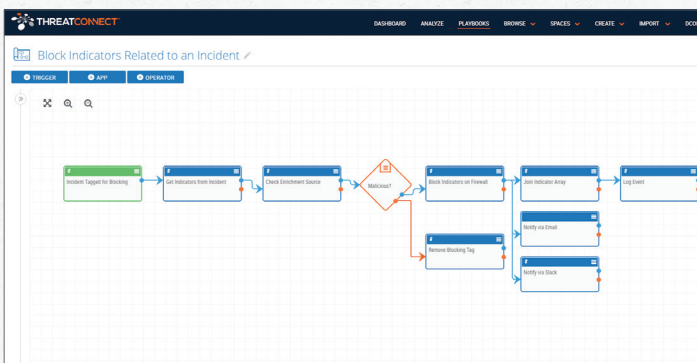 THREATCONNECT
DASHBOARD ANALYZE PLAYBOOKS BROWSE SPACES CREATE IMPORT DCO
Block Indicators Related to an Incident
TRIGGER APP OPERATOR
Incident Tagged for Blocking
Get Indicators from Incident
Check Enrichment Source
Malicious?
Block Indicators on Firewall
Join Indicator Array
Log Event
Notify via Email
Remove Blocking Tag
Notify via Slack